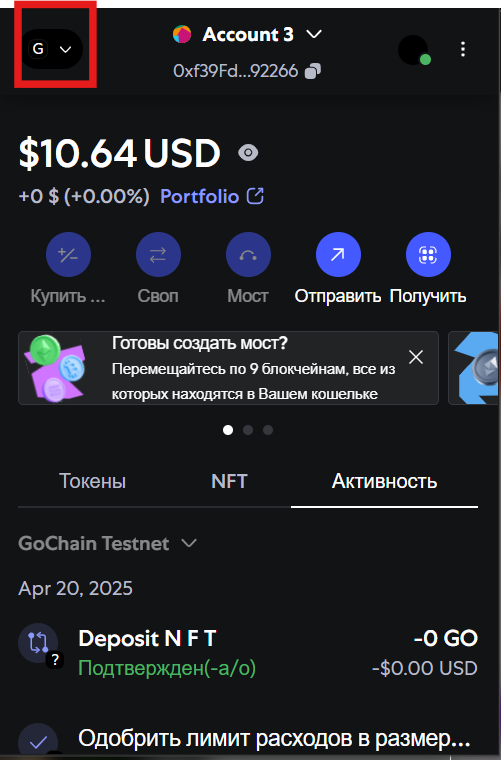 G
Account 3
0xf39Fd...92266
$10.64 USD
+0 $ (+0.00%) Portfolio
Купить ... Своп Мост Отправить Получить
Готовы создать мост?
Перемещайтесь по 9 блокчейнам, все из
которых находятся в Вашем кошельке
Токены NFT Активность
GoChain Testnet
Apr 20, 2025
Deposit N F T -0 GO
?
Подтвержден(-а/о) -$0.00 USD
Одобрить лимит расходов в размер...